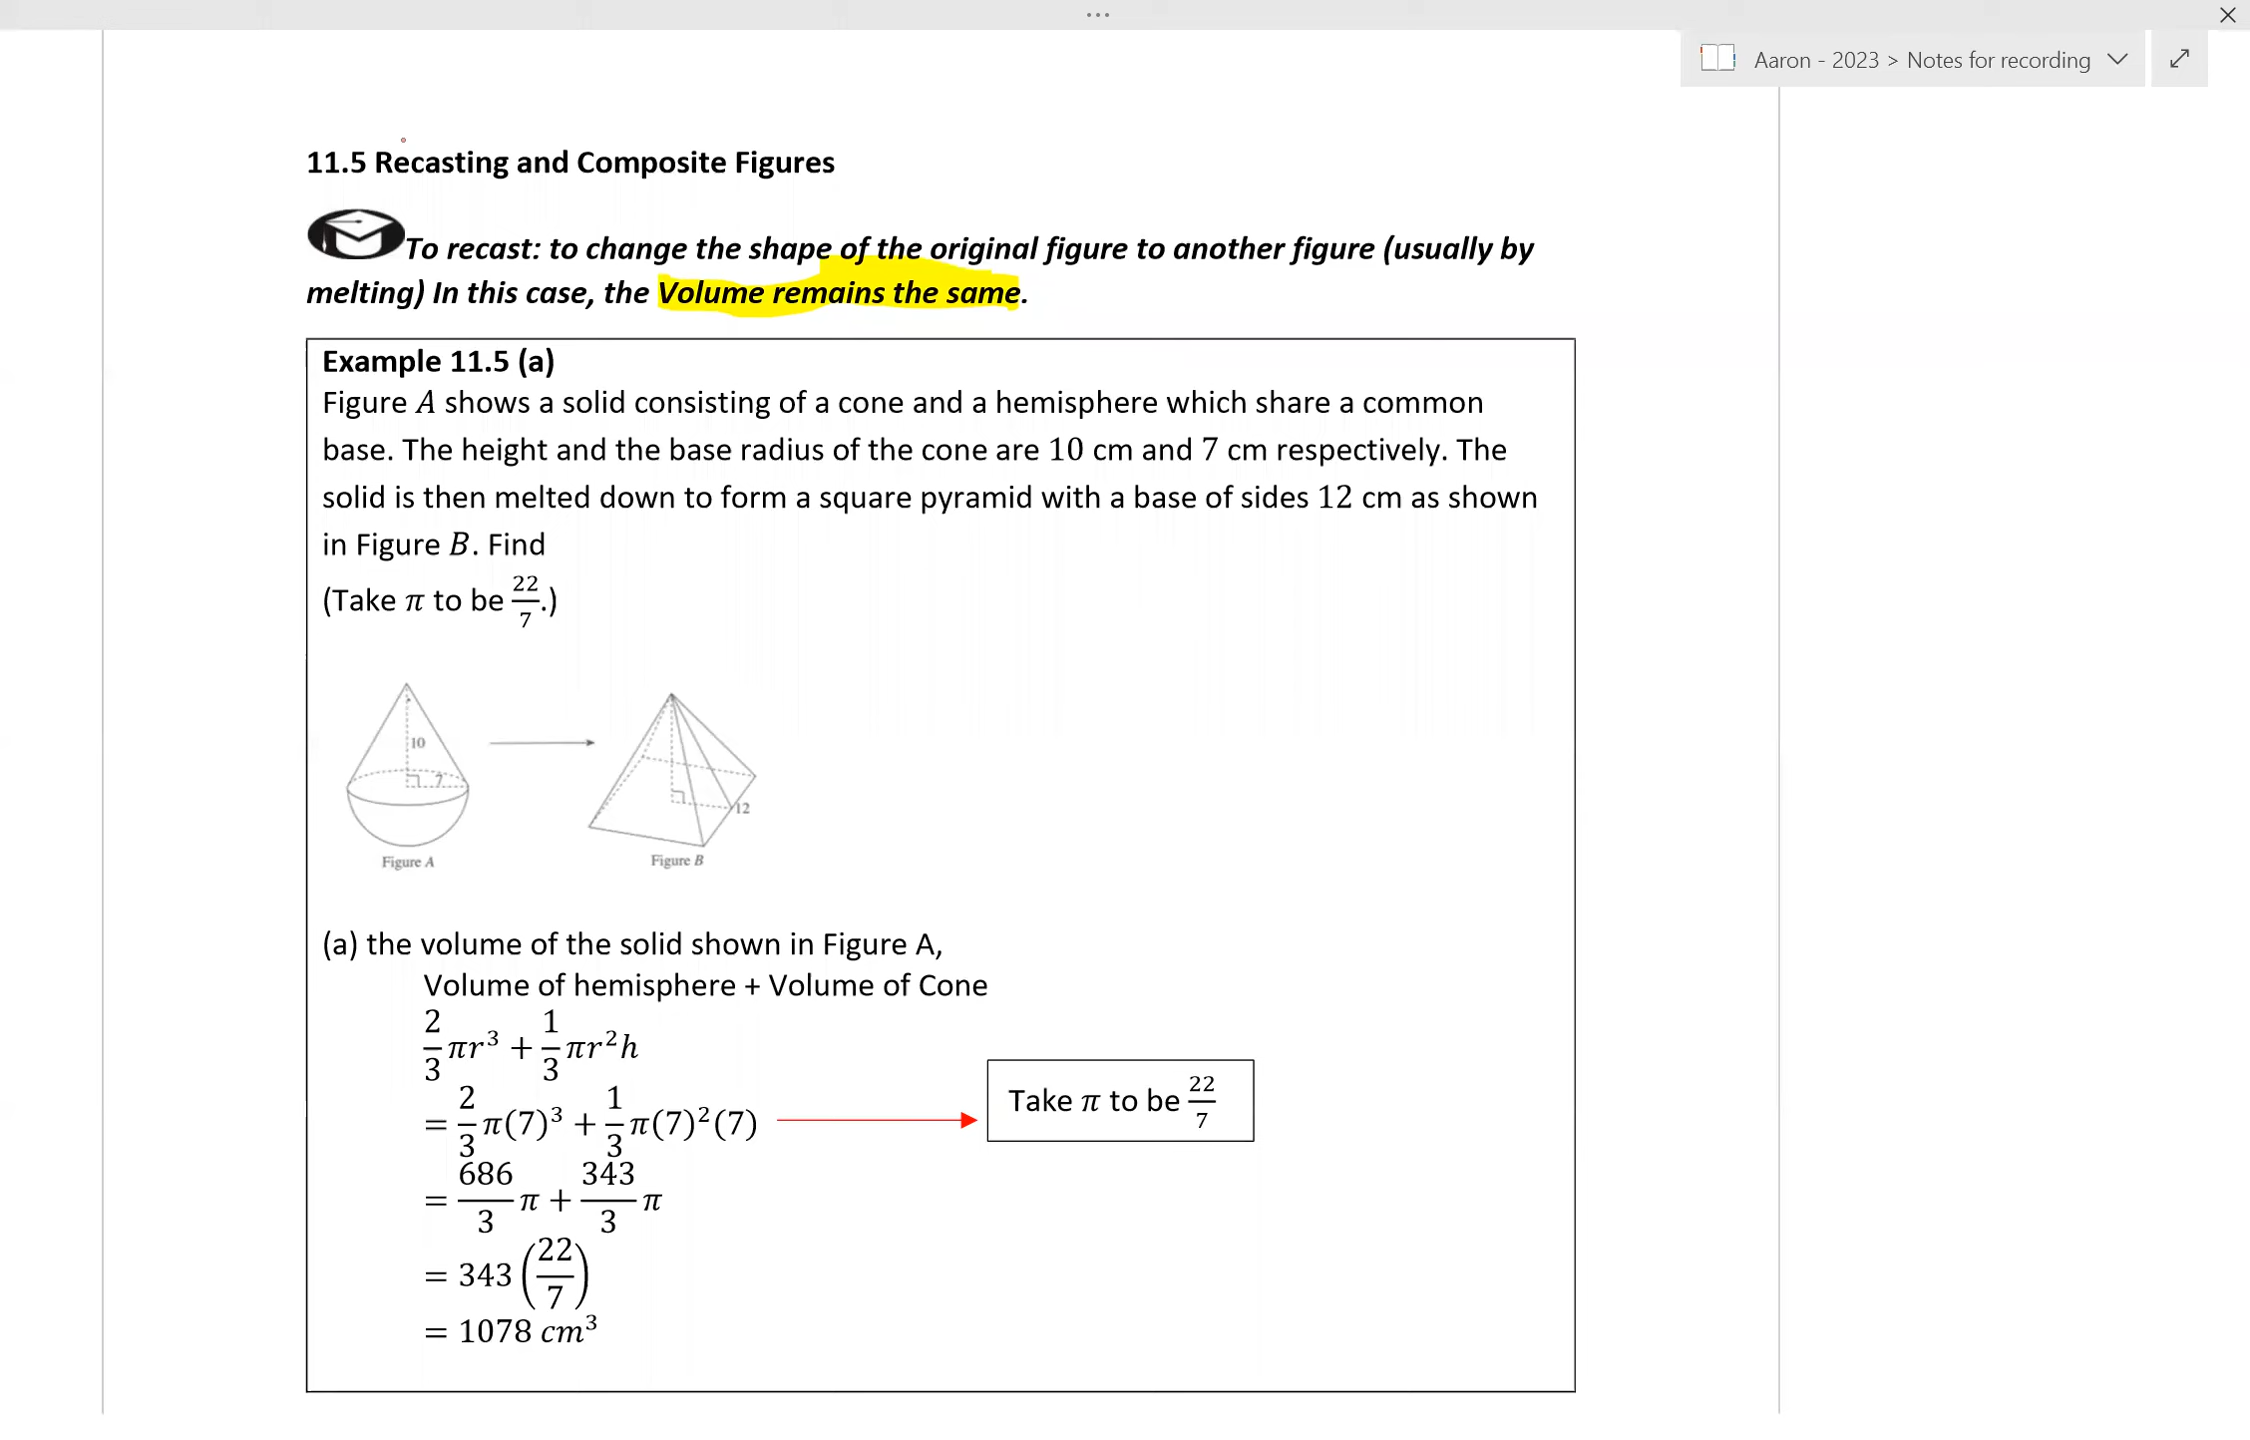 ...
Aaron - 2023 > Notes for recording
11.5 Recasting and Composite Figures
To recast: to change the shape of the original figure to another figure (usually by
melting) In this case, the Volume remains the same.
Example 11.5 (a)
Figure A shows a solid consisting of a cone and a hemisphere which share a common
base. The height and the base radius of the cone are 10 cm and 7 cm respectively. The
solid is then melted down to form a square pyramid with a base of sides 12 cm as shown
in Figure B. Find
(Take π to be 22/7.)
10
7
12
Figure A
Figure B
(a) the volume of the solid shown in Figure A,
Volume of hemisphere + Volume of Cone
2/3 πr³ + 1/3 πr²h
= 2/3 π(7)³ + 1/3 π(7)²(7)
Take π to be 22/7
= 686/3 π + 343/3 π
= 343 (22/7)
= 1078 cm³